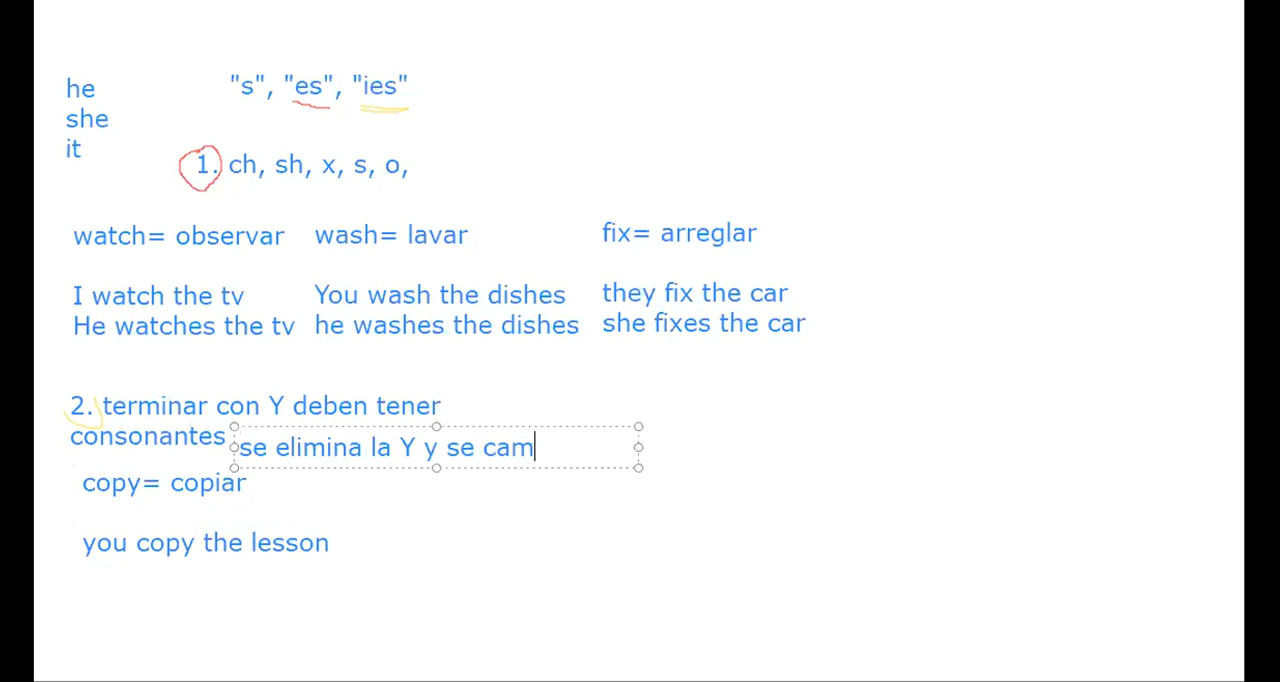 he
she
it
"s", "es", "ies"
1. ch, sh, x, s, o,
watch= observar
I watch the tv
He watches the tv
wash= lavar
You wash the dishes
he washes the dishes
fix= arreglar
they fix the car
she fixes the car
2. terminar con Y deben tener
consonantes
se elimina la Y y se cam
copy= copiar
you copy the lesson